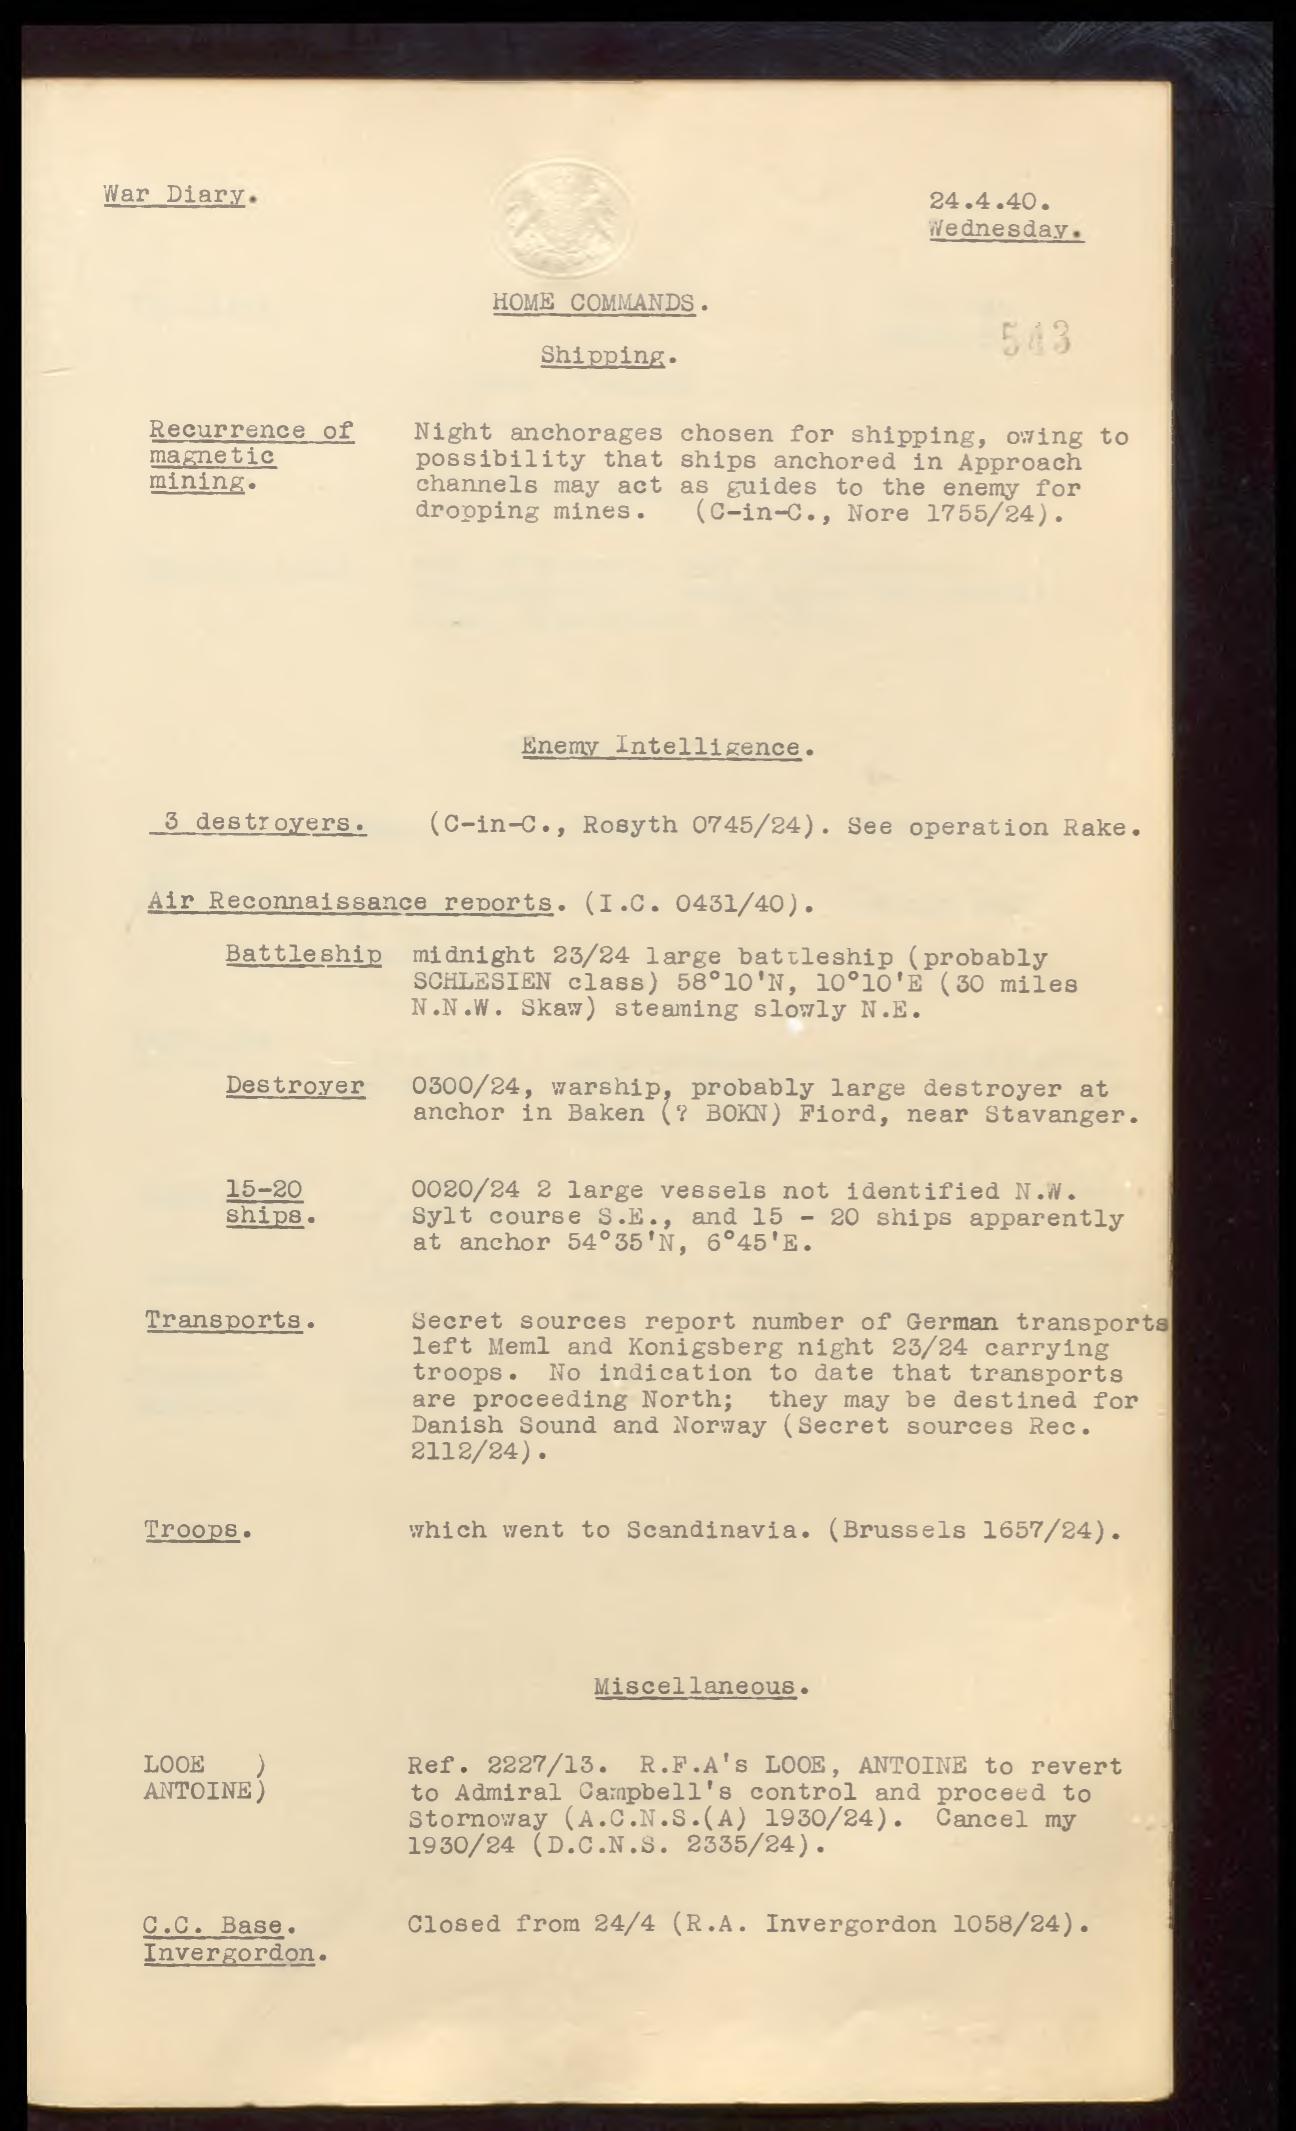 War Diary.
24.4.40.
Wednesday.
HOME COMMANDS.
543
Shipping.
Recurrence of magnetic mining.
Night anchorages chosen for shipping, owing to
possibility that ships anchored in Approach
channels may act as guides to the enemy for
dropping mines. (C-in-C., Nore 1755/24).
Enemy Intelligence.
3 destroyers. (C-in-C., Rosyth 0745/24). See operation Rake.
Air Reconnaissance reports. (I.C. 0431/40).
Battleship midnight 23/24 large battleship (probably
SCHLESIEN class) 58°10'N, 10°10'E (30 miles
N.N.W. Skaw) steaming slowly N.E.
Destroyer 0300/24, warship, probably large destroyer at
anchor in Baken (? BOKN) Fiord, near Stavanger.
15-20 ships.
0020/24 2 large vessels not identified N.W.
Sylt course S.E., and 15 - 20 ships apparently
at anchor 54°35'N, 6°45'E.
Transports. Secret sources report number of German transports
left Meml and Konigsberg night 23/24 carrying
troops. No indication to date that transports
are proceeding North; they may be destined for
Danish Sound and Norway (Secret sources Rec.
2112/24).
Troops. which went to Scandinavia. (Brussels 1657/24).
Miscellaneous.
LOOE )
ANTOINE)
Ref. 2227/13. R.F.A's LOOE, ANTOINE to revert
to Admiral Campbell's control and proceed to
Stornoway (A.C.N.S.(A) 1930/24). Cancel my
1930/24 (D.C.N.S. 2335/24).
C.C. Base.
Invergordon.
Closed from 24/4 (R.A. Invergordon 1058/24).